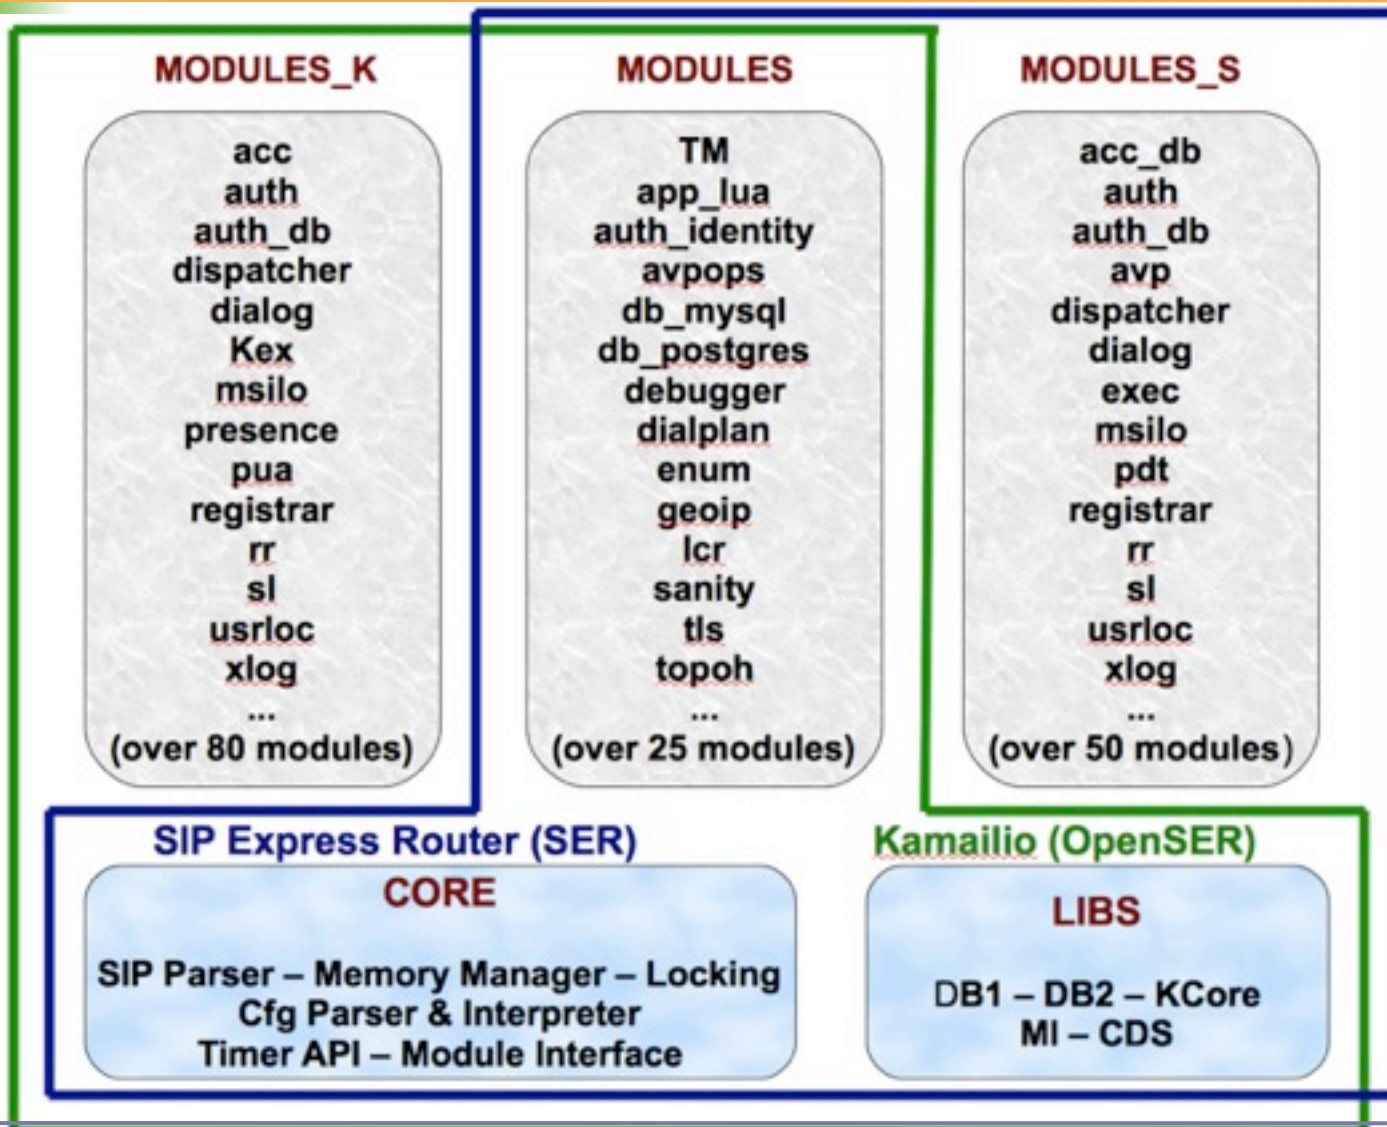 MODULES_K
acc
auth
auth_db
dispatcher
dialog
Kex
msilo
presence
pua
registrar
rr
sl
usrloc
xlog
...
(over 80 modules)
MODULES
TM
app_lua
auth_identity
avpops
db_mysql
db_postgres
debugger
dialplan
enum
geoip
lcr
sanity
tls
topoh
...
(over 25 modules)
MODULES_S
acc_db
auth
auth_db
avp
dispatcher
dialog
exec
msilo
pdt
registrar
rr
sl
usrloc
xlog
...
(over 50 modules)
SIP Express Router (SER)
CORE
SIP Parser – Memory Manager – Locking
Cfg Parser & Interpreter
Timer API – Module Interface
Kamailio (OpenSER)
LIBS
DB1 – DB2 – KCore
MI – CDS